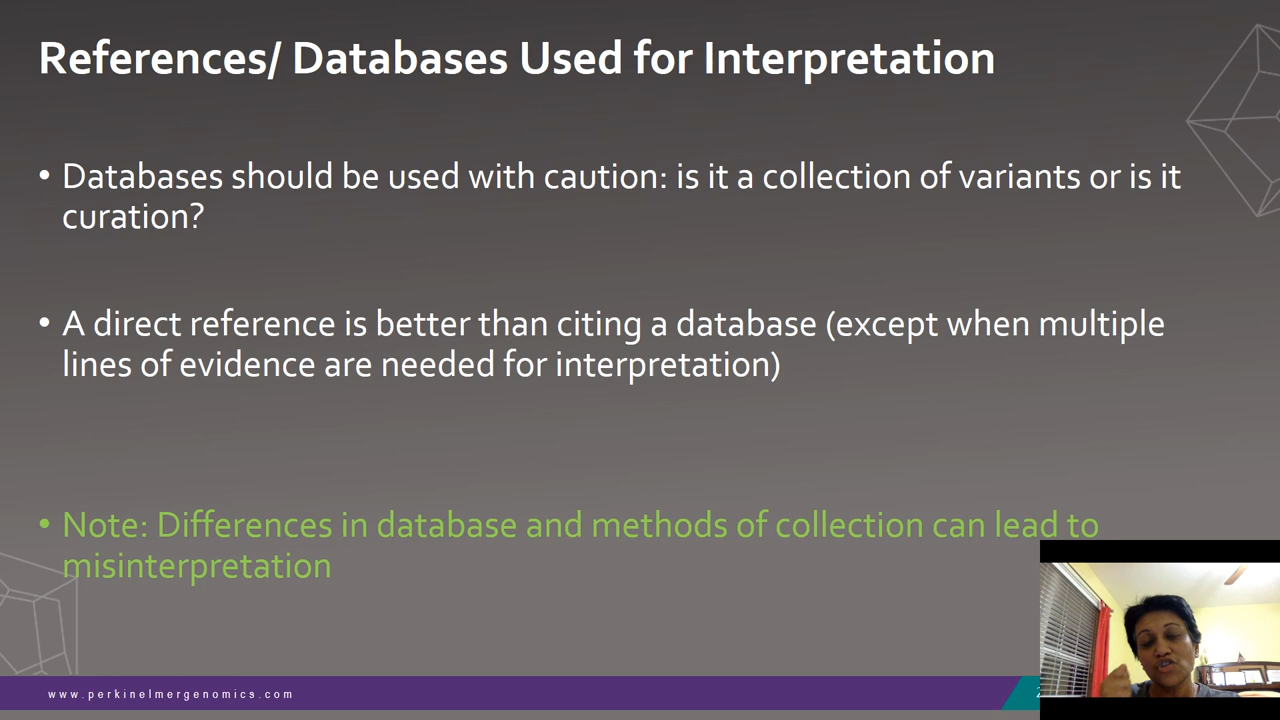 References/ Databases Used for Interpretation
• Databases should be used with caution: is it a collection of variants or is it
curation?
• A direct reference is better than citing a database (except when multiple
lines of evidence are needed for interpretation)
• Note: Differences in database and methods of collection can lead to
misinterpretation
www.perkinelmergenomics.com